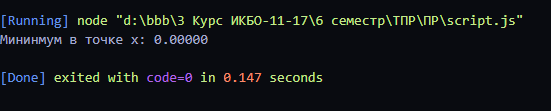 [Running] node "d:\bbb\3 Курс ИКБО-11-17\6 семестр\ТПР\ПР\script.js"
Мининмум в точке x: 0.00000
[Done] exited with code=0 in 0.147 seconds